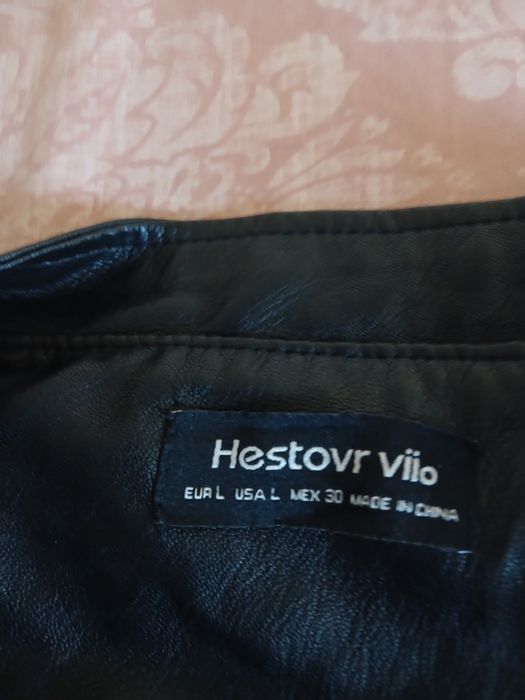 Hestovr viio
EUR L USA L MEX 30 MADE IN CHINA